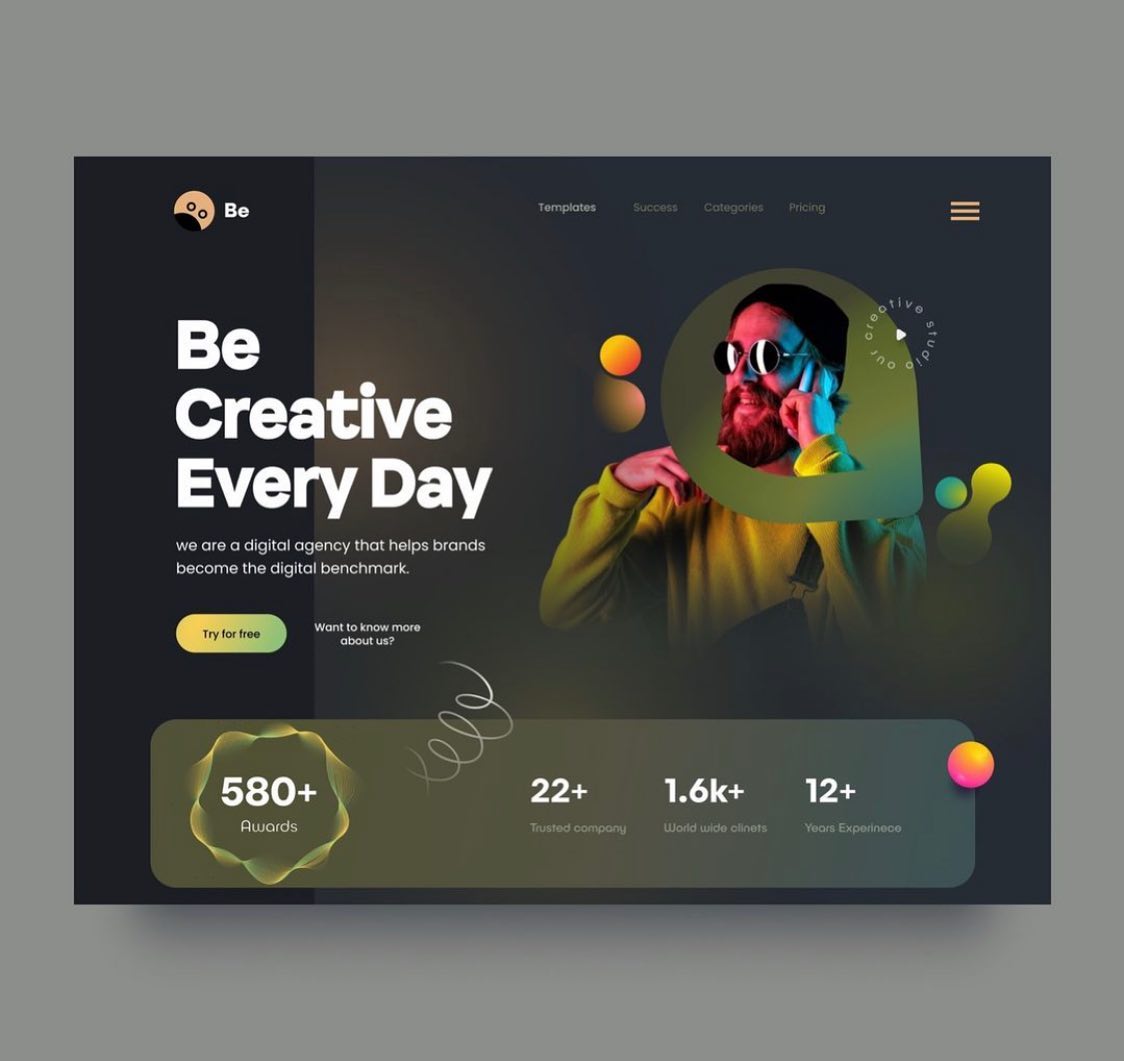 Be
Templates Success Categories Pricing
Be
Creative
Every Day
we are a digital agency that helps brands
become the digital benchmark.
Try for free
Want to know more
about us?
our creative studio
580+
Awards
22+
Trusted company
1.6k+
World wide clinets
12+
Years Experinece